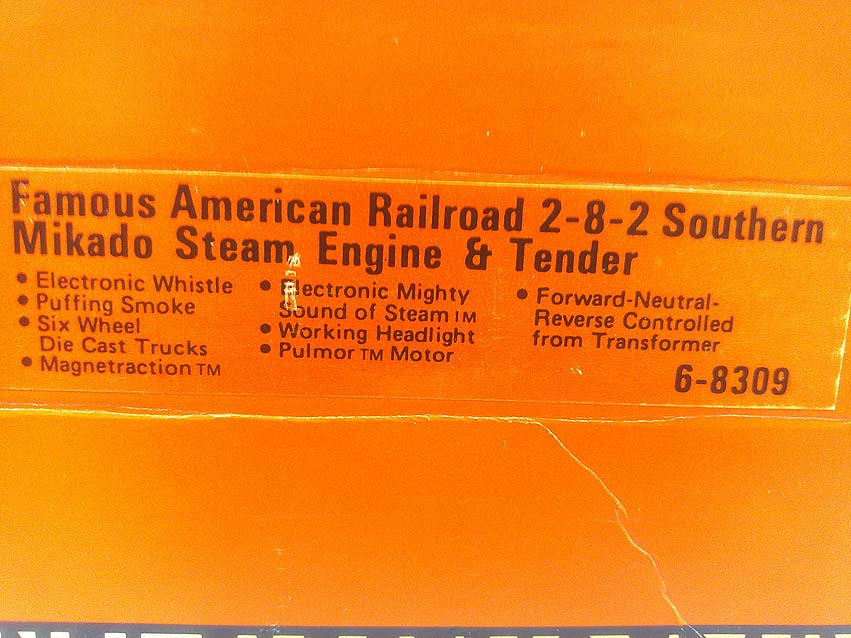 Famous American Railroad 2-8-2 Southern
Mikado Steam Engine & Tender
• Electronic Whistle
• Puffing Smoke
• Six Wheel
Die Cast Trucks
• Magnetraction TM
• Electronic Mighty
Sound of Steam TM
• Working Headlight
• Pulmor TM Motor
• Forward-Neutral-
Reverse Controlled
from Transformer
6-8309